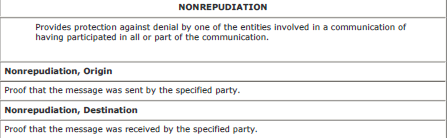 NONREPUDIATION
Provides protection against denial by one of the entities involved in a communication of
having participated in all or part of the communication.
Nonrepudiation, Origin
Proof that the message was sent by the specified party.
Nonrepudiation, Destination
Proof that the message was received by the specified party.